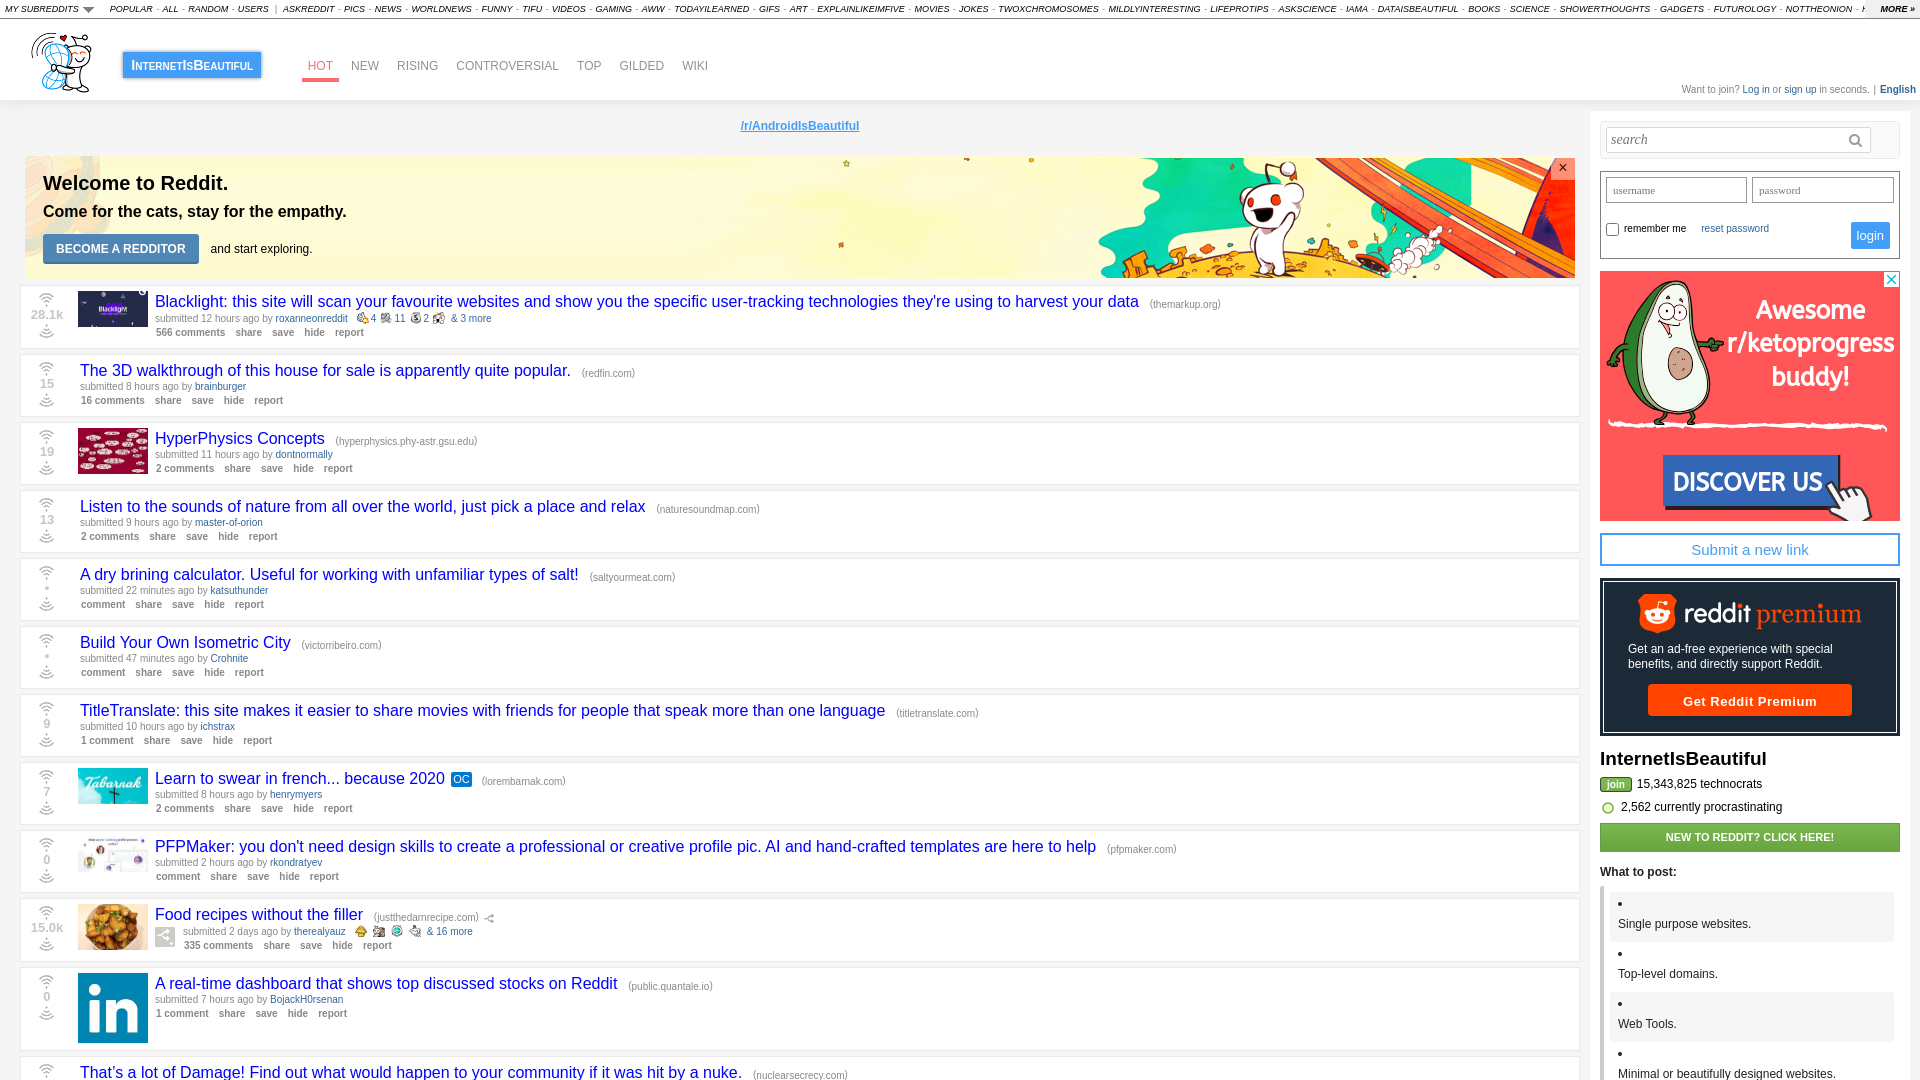 MY SUBREDDITS
POPULAR - ALL - RANDOM - USERS | ASKREDDIT - PICS - NEWS - WORLDNEWS - FUNNY - TIFU - VIDEOS - GAMING - AWW - TODAYILEARNED - GIFS - ART - EXPLAINLIKEIMFIVE - MOVIES - JOKES - TWOXCHROMOSOMES - MILDLYINTERESTING - LIFEPROTIPS - ASKSCIENCE - IAMA - DATAISBEAUTIFUL - BOOKS - SCIENCE - SHOWERTHOUGHTS - GADGETS - FUTUROLOGY - NOTTHEONION -
MORE »
InternetIsBeautiful
HOT NEW RISING CONTROVERSIAL TOP GILDED WIKI
Want to join? Log in or sign up in seconds. | English
/r/AndroidIsBeautiful
Welcome to Reddit.
Come for the cats, stay for the empathy.
BECOME A REDDITOR and start exploring.
×
28.1k
Blacklight
Blacklight: this site will scan your favourite websites and show you the specific user-tracking technologies they're using to harvest your data (themarkup.org)
submitted 12 hours ago by roxanneonreddit 4 11 2 & 3 more
566 comments share save hide report
15
The 3D walkthrough of this house for sale is apparently quite popular. (redfin.com)
submitted 8 hours ago by brainburger
16 comments share save hide report
19
HyperPhysics Concepts (hyperphysics.phy-astr.gsu.edu)
submitted 11 hours ago by dontnormally
2 comments share save hide report
13
Listen to the sounds of nature from all over the world, just pick a place and relax (naturesoundmap.com)
submitted 9 hours ago by master-of-orion
2 comments share save hide report
•
A dry brining calculator. Useful for working with unfamiliar types of salt! (saltyourmeat.com)
submitted 22 minutes ago by katsuthunder
comment share save hide report
•
Build Your Own Isometric City (victorribeiro.com)
submitted 47 minutes ago by Crohnite
comment share save hide report
9
TitleTranslate: this site makes it easier to share movies with friends for people that speak more than one language (titletranslate.com)
submitted 10 hours ago by ichstrax
1 comment share save hide report
7
Tabarnak
Learn to swear in french... because 2020 OC (lorembarnak.com)
submitted 8 hours ago by henrymyers
2 comments share save hide report
0
PFPMaker: you don't need design skills to create a professional or creative profile pic. AI and hand-crafted templates are here to help (pfpmaker.com)
submitted 2 hours ago by rkondratyev
comment share save hide report
15.0k
Food recipes without the filler (justthedarnrecipe.com)
submitted 2 days ago by therealyauz & 16 more
335 comments share save hide report
0
in
A real-time dashboard that shows top discussed stocks on Reddit (public.quantale.io)
submitted 7 hours ago by BojackH0rsenan
1 comment share save hide report
That's a lot of Damage! Find out what would happen to your community if it was hit by a nuke. (nuclearsecrecy.com)
search
username
password
remember me reset password
login
Awesome
r/ketoprogress
buddy!
DISCOVER US
Submit a new link
reddit premium
Get an ad-free experience with special
benefits, and directly support Reddit.
Get Reddit Premium
InternetIsBeautiful
join 15,343,825 technocrats
2,562 currently procrastinating
NEW TO REDDIT? CLICK HERE!
What to post:
•
Single purpose websites.
•
Top-level domains.
•
Web Tools.
•
Minimal or beautifully designed websites.